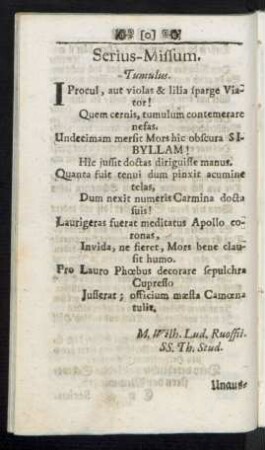 [o]
Serius-Missum.
Tumulus.
I Procul, aut violas & lilia sparge Via-
tor!
Quem cernis, tumulum contemerare
nefas.
Undecimam mersit Mors hic obscura SI-
BYLLAM!
Hic jussit doctas diriguisse manus.
Quanta fuit tenui dum pinxit acumine
telas,
Dum nexit numeris Carmina docta
suis!
Laurigeras fuerat meditatus Apollo co-
ronas,
Invida, ne fieret, Mors bene clau-
sit humo.
Pro Lauro Phœbus decorare sepulchra
Cupresso
Jusserat; officium mœsta Camœna
tulit.
M. Wilh. Lud. Ruoffii.
SS. Th. Stud.